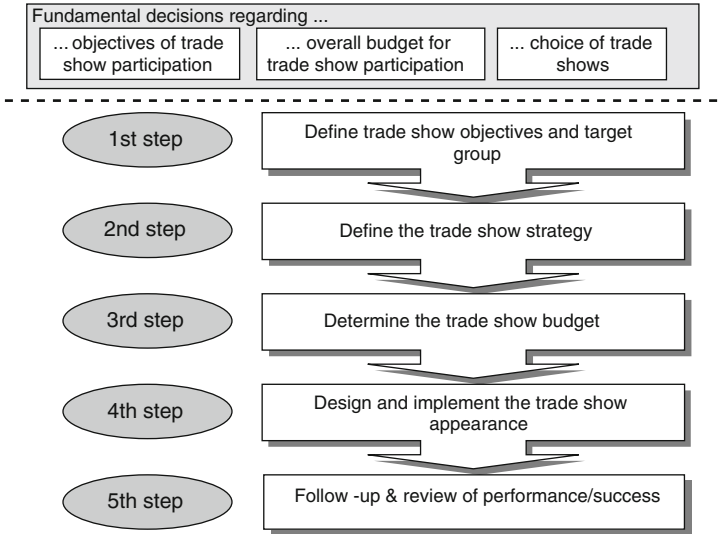 Fundamental decisions regarding ...
... objectives of trade
show participation
... overall budget for
trade show participation
... choice of trade
shows
1st step
Define trade show objectives and target
group
2nd step
Define the trade show strategy
3rd step
Determine the trade show budget
4th step
Design and implement the trade show
appearance
5th step
Follow -up & review of performance/success